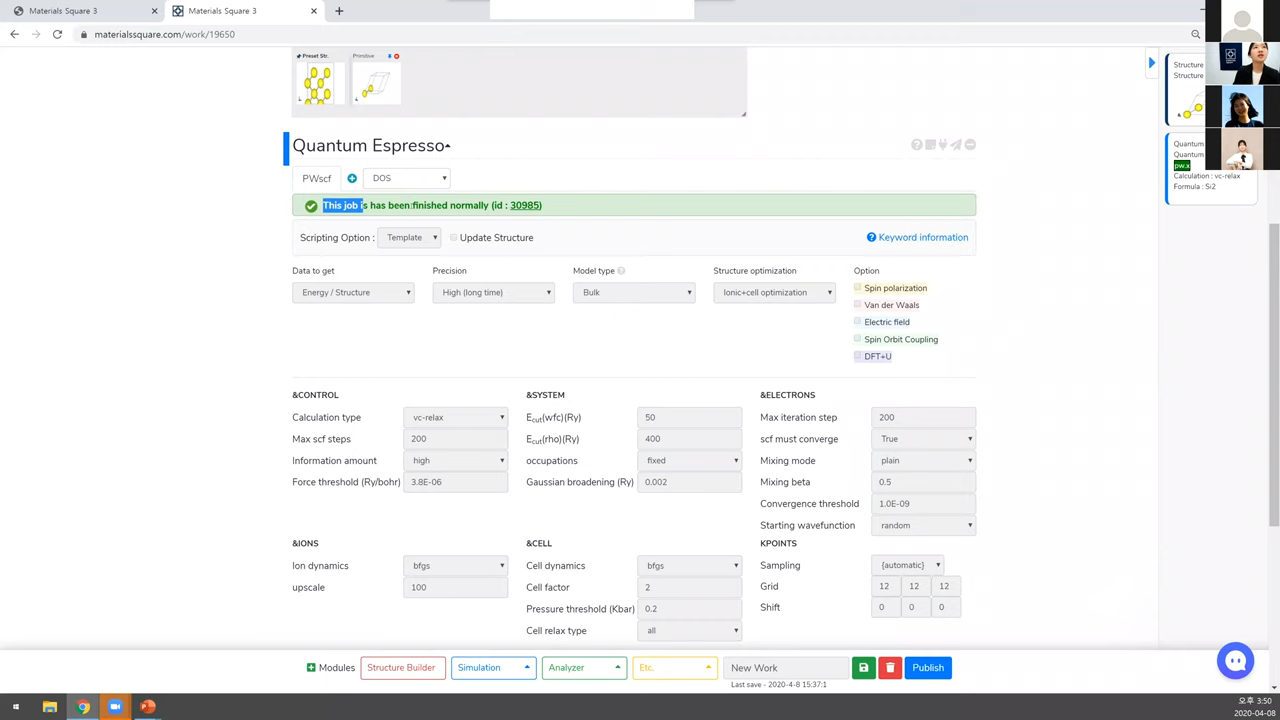 Materials Square 3
Materials Square 3
materialssquare.com/work/19650
Preset Str.
Primitive
Structure
Structure
Quantum Espresso
PWscf
DOS
This job is has been finished normally (id : 30985)
Scripting Option :
Template
Update Structure
Keyword information
Data to get
Precision
Model type
Structure optimization
Option
Energy / Structure
High (long time)
Bulk
Ionic+cell optimization
Spin polarization
Van der Waals
Electric field
Spin Orbit Coupling
DFT+U
&CONTROL
Calculation type
vc-relax
Max scf steps
200
Information amount
high
Force threshold (Ry/bohr)
3.8E-06
&SYSTEM
Ecut(wfc)(Ry)
50
Ecut(rho)(Ry)
400
occupations
fixed
Gaussian broadening (Ry)
0.002
&ELECTRONS
Max iteration step
200
scf must converge
True
Mixing mode
plain
Mixing beta
0.5
Convergence threshold
1.0E-09
Starting wavefunction
random
&IONS
Ion dynamics
bfgs
upscale
100
&CELL
Cell dynamics
bfgs
Cell factor
2
Pressure threshold (Kbar)
0.2
Cell relax type
all
KPOINTS
Sampling
{automatic}
Grid
12 12 12
Shift
0 0 0
Quantum
Quantum
pw.x
Calculation : vc-relax
Formula : Si2
Modules
Structure Builder
Simulation
Analyzer
Etc.
New Work
Publish
Last save - 2020-4-8 15:37:1
오후 3:50
2020-04-08